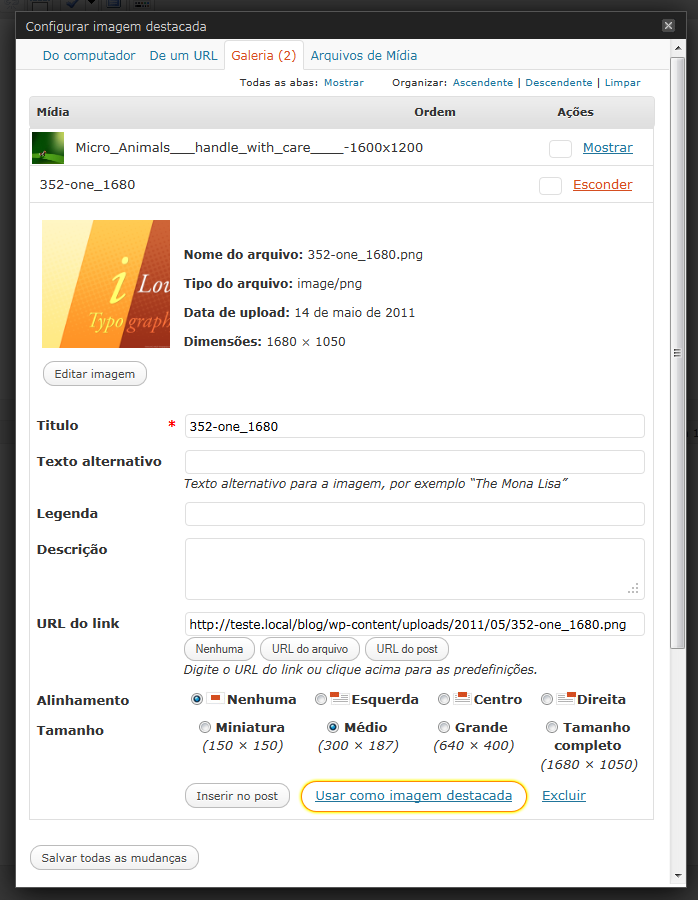 Configurar imagem destacada
Do computador De um URL Galeria (2) Arquivos de Mídia
Todas as abas: Mostrar Organizar: Ascendente | Descendente | Limpar
Mídia Ordem Ações
Micro_Animals___handle_with_care____-1600x1200 Mostrar
352-one_1680 Esconder
i Lov
Typographi
Nome do arquivo: 352-one_1680.png
Tipo do arquivo: image/png
Data de upload: 14 de maio de 2011
Dimensões: 1680 × 1050
Editar imagem
Titulo * 352-one_1680
Texto alternativo
Texto alternativo para a imagem, por exemplo “The Mona Lisa”
Legenda
Descrição
URL do link http://teste.local/blog/wp-content/uploads/2011/05/352-one_1680.png
Nenhuma URL do arquivo URL do post
Digite o URL do link ou clique acima para as predefinições.
Alinhamento Nenhuma Esquerda Centro Direita
Tamanho Miniatura Médio Grande Tamanho completo
(150 × 150) (300 × 187) (640 × 400) (1680 × 1050)
Inserir no post Usar como imagem destacada Excluir
Salvar todas as mudanças